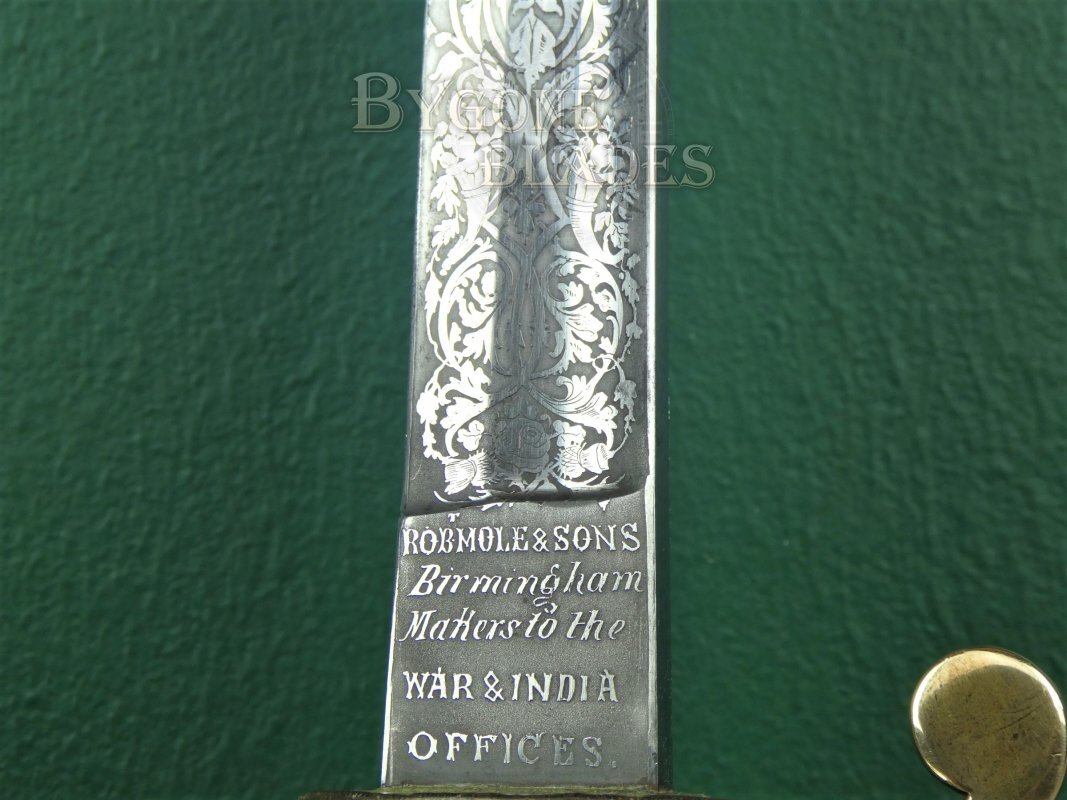 BYGONE
BLADES
ROBT MOLE & SONS
Birmingham
Makers to the
WAR & INDIA
OFFICES.